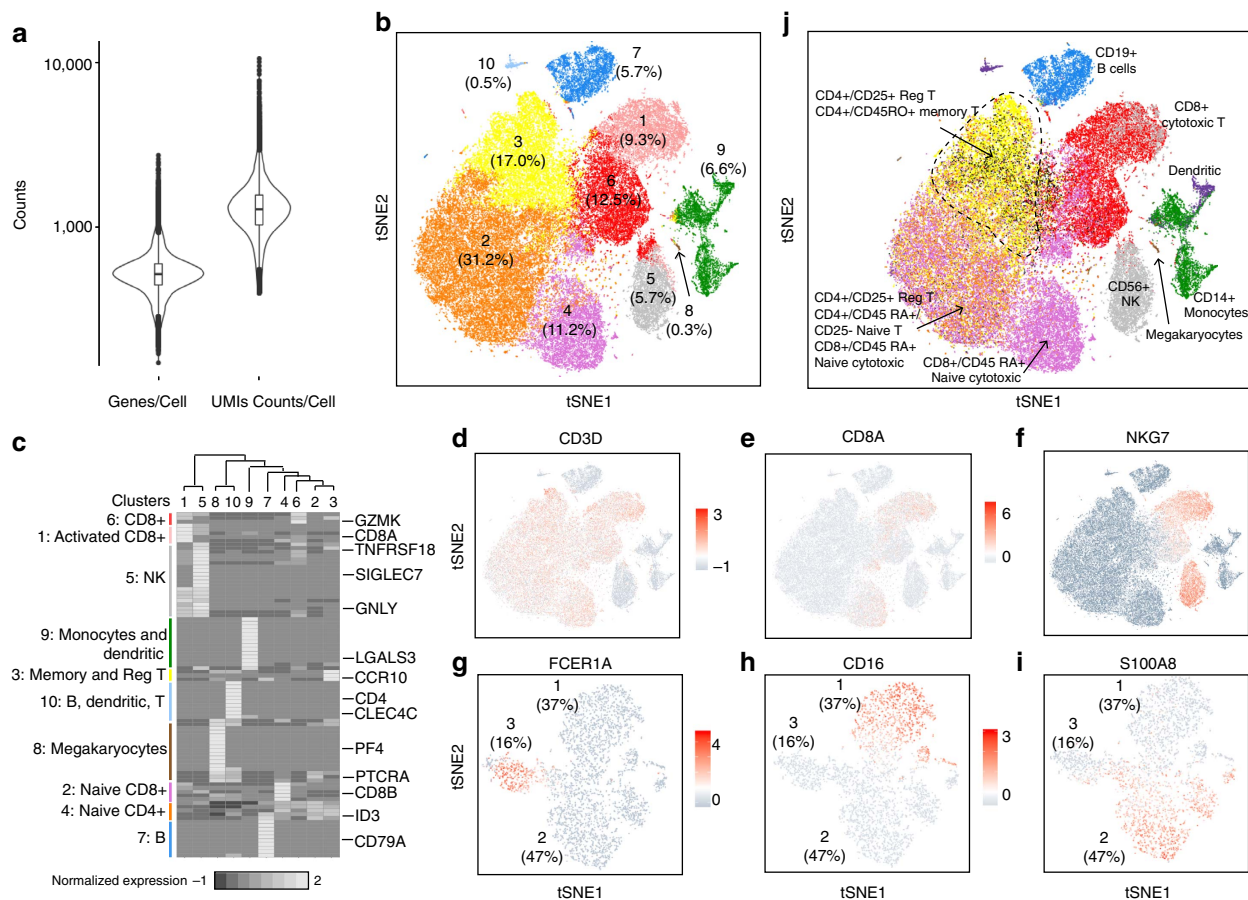 a
10,000
1,000
Counts
Genes/Cell
UMIs Counts/Cell
b
10
(0.5%)
7
(5.7%)
1
(9.3%)
3
(17.0%)
9
(6.6%)
6
(12.5%)
2
(31.2%)
5
(5.7%)
4
(11.2%)
8
(0.3%)
tSNE2
tSNE1
j
CD19+
B cells
CD4+/CD25+ Reg T
CD4+/CD45RO+ memory T
CD8+
cytotoxic T
Dendritic
CD56+
NK
CD14+
Monocytes
Megakaryocytes
CD4+/CD25+ Reg T
CD4+/CD45 RA+/
CD25- Naive T
CD8+/CD45 RA+
Naive cytotoxic
CD8+/CD45 RA+
Naive cytotoxic
tSNE2
tSNE1
c
Clusters
1 5 8 10 9 7 4 6 2 3
6: CD8+
1: Activated CD8+
5: NK
9: Monocytes and
dendritic
3: Memory and Reg T
10: B, dendritic, T
8: Megakaryocytes
2: Naive CD8+
4: Naive CD4+
7: B
GZMK
CD8A
TNFRSF18
SIGLEC7
GNLY
LGALS3
CCR10
CD4
CLEC4C
PF4
PTCRA
CD8B
ID3
CD79A
Normalized expression –1 2
d
CD3D
tSNE2
3
–1
e
CD8A
6
0
f
NKG7
g
FCER1A
1
(37%)
3
(16%)
2
(47%)
tSNE2
tSNE1
4
0
h
CD16
1
(37%)
3
(16%)
2
(47%)
tSNE1
3
0
i
S100A8
1
(37%)
3
(16%)
2
(47%)
tSNE1